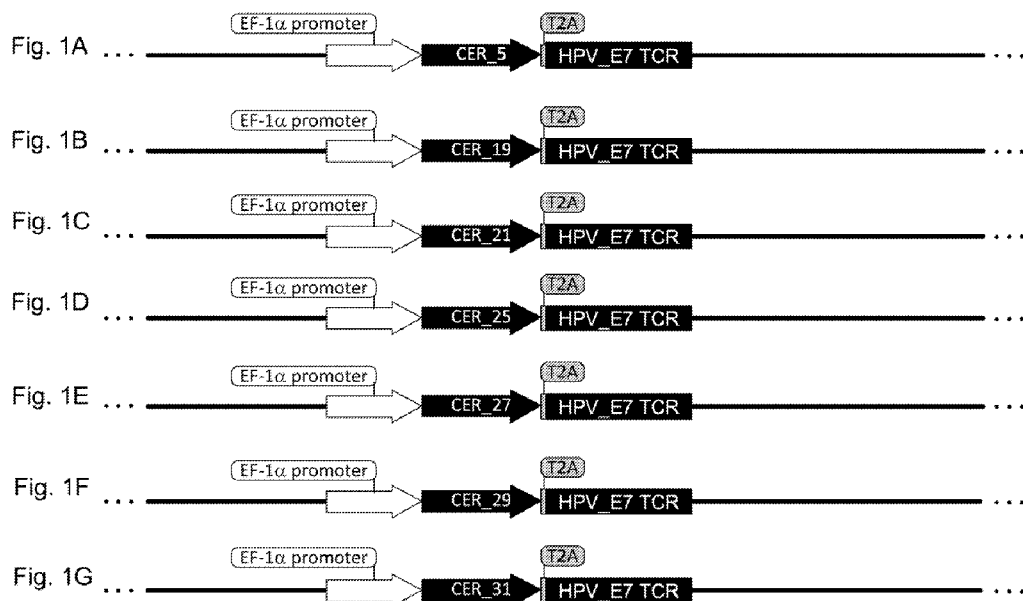 EF-1α promoter T2A
Fig. 1A ... CER_5 HPV_E7 TCR ...
EF-1α promoter T2A
Fig. 1B ... CER_19 HPV_E7 TCR ...
EF-1α promoter T2A
Fig. 1C ... CER_21 HPV_E7 TCR ...
EF-1α promoter T2A
Fig. 1D ... CER_25 HPV_E7 TCR ...
EF-1α promoter T2A
Fig. 1E ... CER_27 HPV_E7 TCR ...
EF-1α promoter T2A
Fig. 1F ... CER_29 HPV_E7 TCR ...
EF-1α promoter T2A
Fig. 1G ... CER_31 HPV_E7 TCR ...